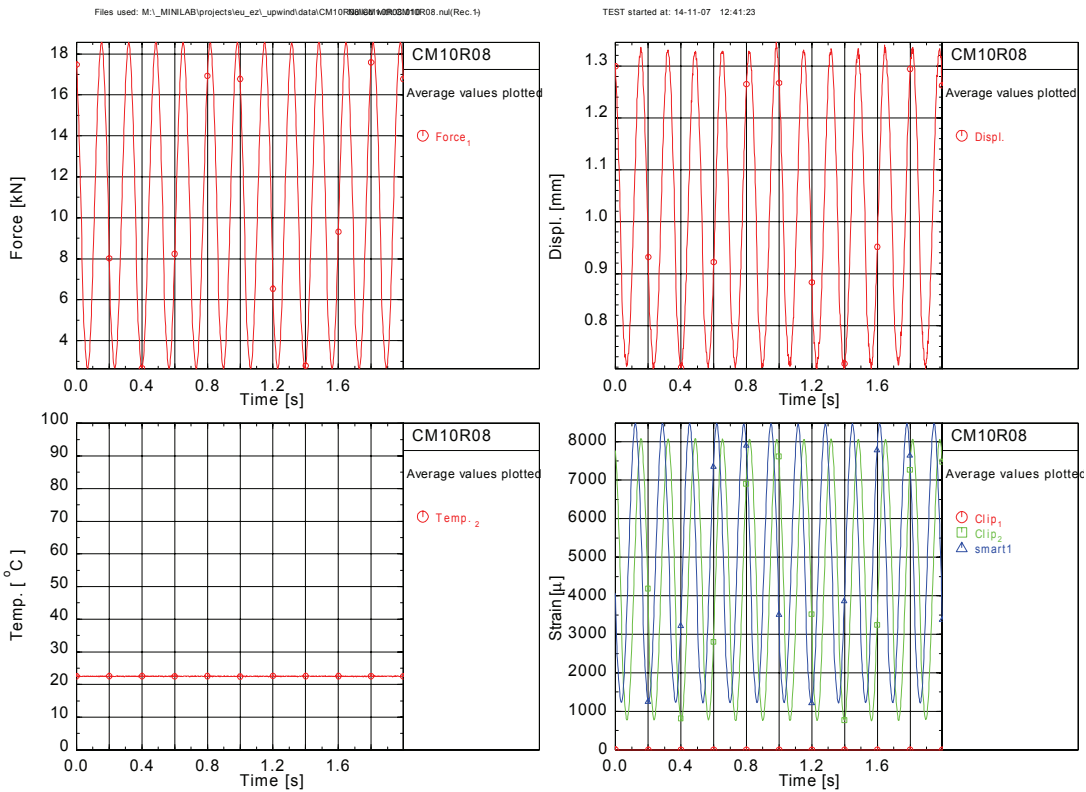 Files used: M:\_MINILAB\projects\eu_ez\_upwind\data\CM10R08
R08.nul(Rec.1-)
TEST started at: 14-11-07 12:41:23
CM10R08
Average values plotted
Force1
Force [kN]
18
16
14
12
10
8
6
4
0.0 0.4 0.8 1.2 1.6
Time [s]
CM10R08
Average values plotted
Displ.
Displ. [mm]
1.3
1.2
1.1
1.0
0.9
0.8
0.0 0.4 0.8 1.2 1.6
Time [s]
CM10R08
Average values plotted
Temp. 2
Temp. [ °C ]
100
90
80
70
60
50
40
30
20
10
0
0.0 0.4 0.8 1.2 1.6
Time [s]
CM10R08
Average values plotted
Clip1
Clip2
smart1
Strain [μ]
8000
7000
6000
5000
4000
3000
2000
1000
0
0.0 0.4 0.8 1.2 1.6
Time [s]